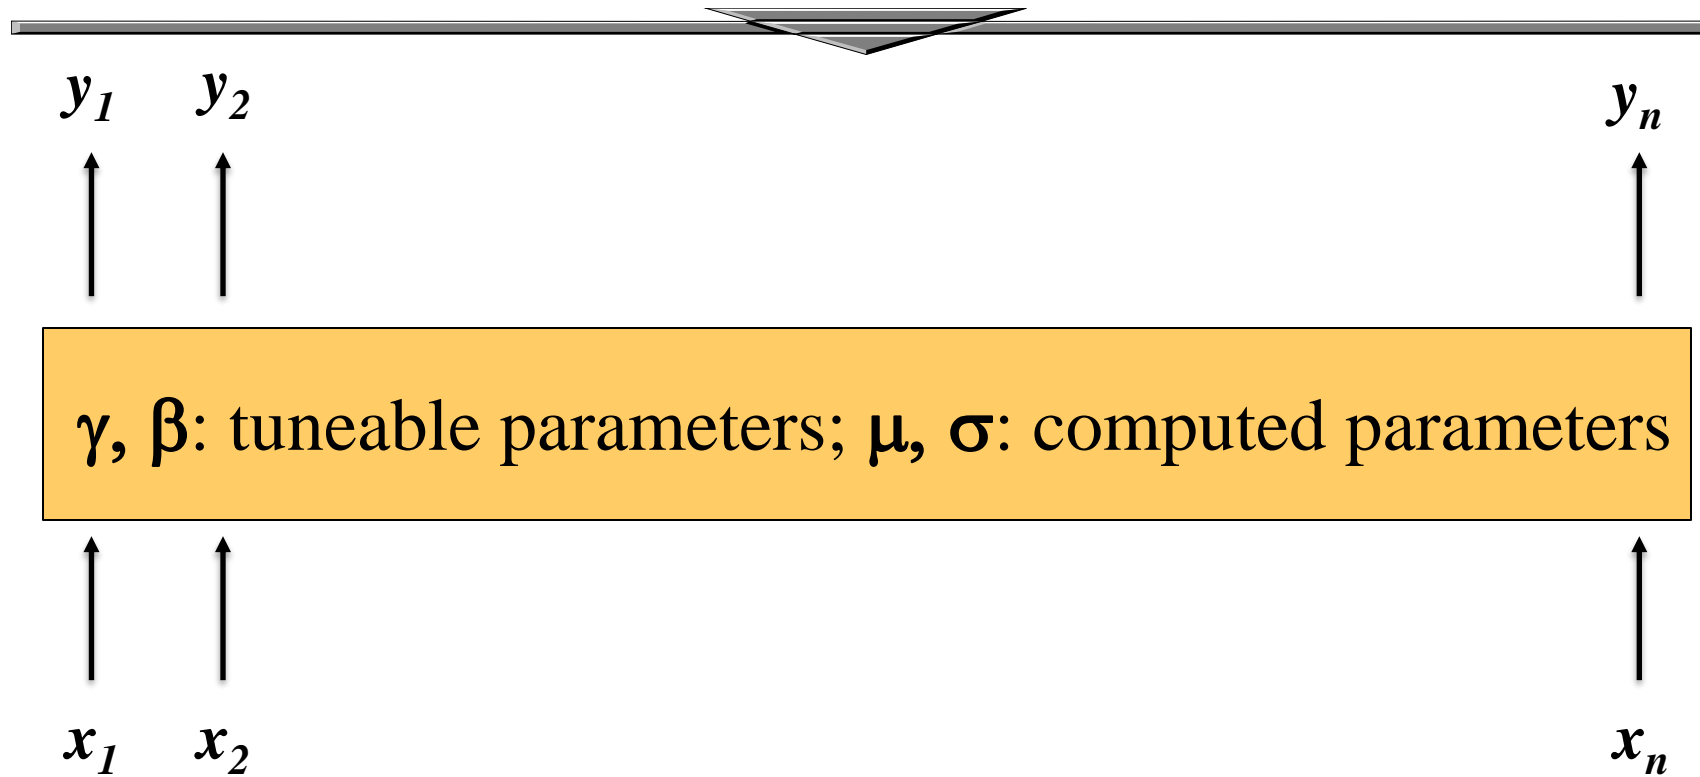 y₁ y₂ yₙ
γ, β: tuneable parameters; μ, σ: computed parameters
x₁ x₂ xₙ